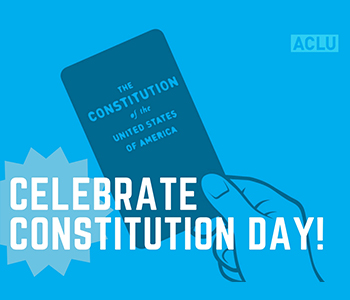 ACLU
THE
CONSTITUTION
of the
UNITED STATES
OF AMERICA
CELEBRATE
CONSTITUTION DAY!